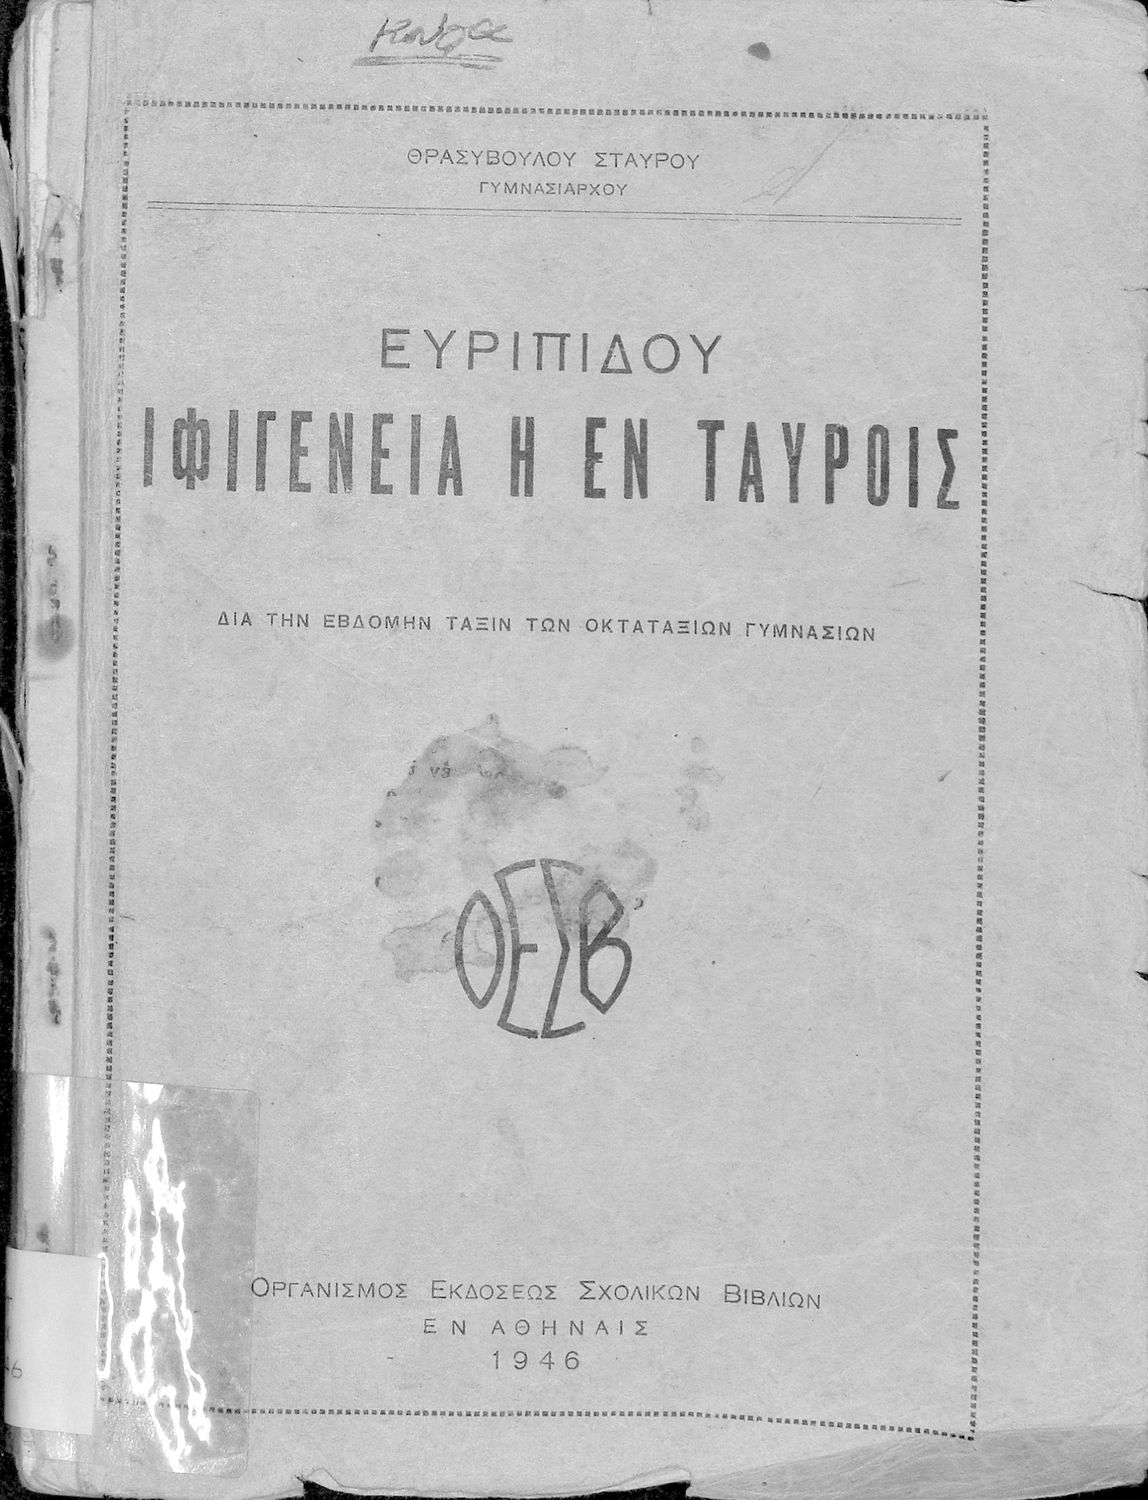 ΘΡΑΣΥΒΟΥΛΟΥ ΣΤΑΥΡΟΥ
ΓΥΜΝΑΣΙΑΡΧΟΥ
ΕΥΡΙΠΙΔΟΥ
ΙΦΙΓΕΝΕΙΑ Η ΕΝ ΤΑΥΡΟΙΣ
ΔΙΑ ΤΗΝ ΕΒΔΟΜΗΝ ΤΑΞΙΝ ΤΩΝ ΟΚΤΑΤΑΞΙΩΝ ΓΥΜΝΑΣΙΩΝ
ΟΕΣΒ
ΟΡΓΑΝΙΣΜΟΣ ΕΚΔΟΣΕΩΣ ΣΧΟΛΙΚΩΝ ΒΙΒΛΙΩΝ
ΕΝ ΑΘΗΝΑΙΣ
1946